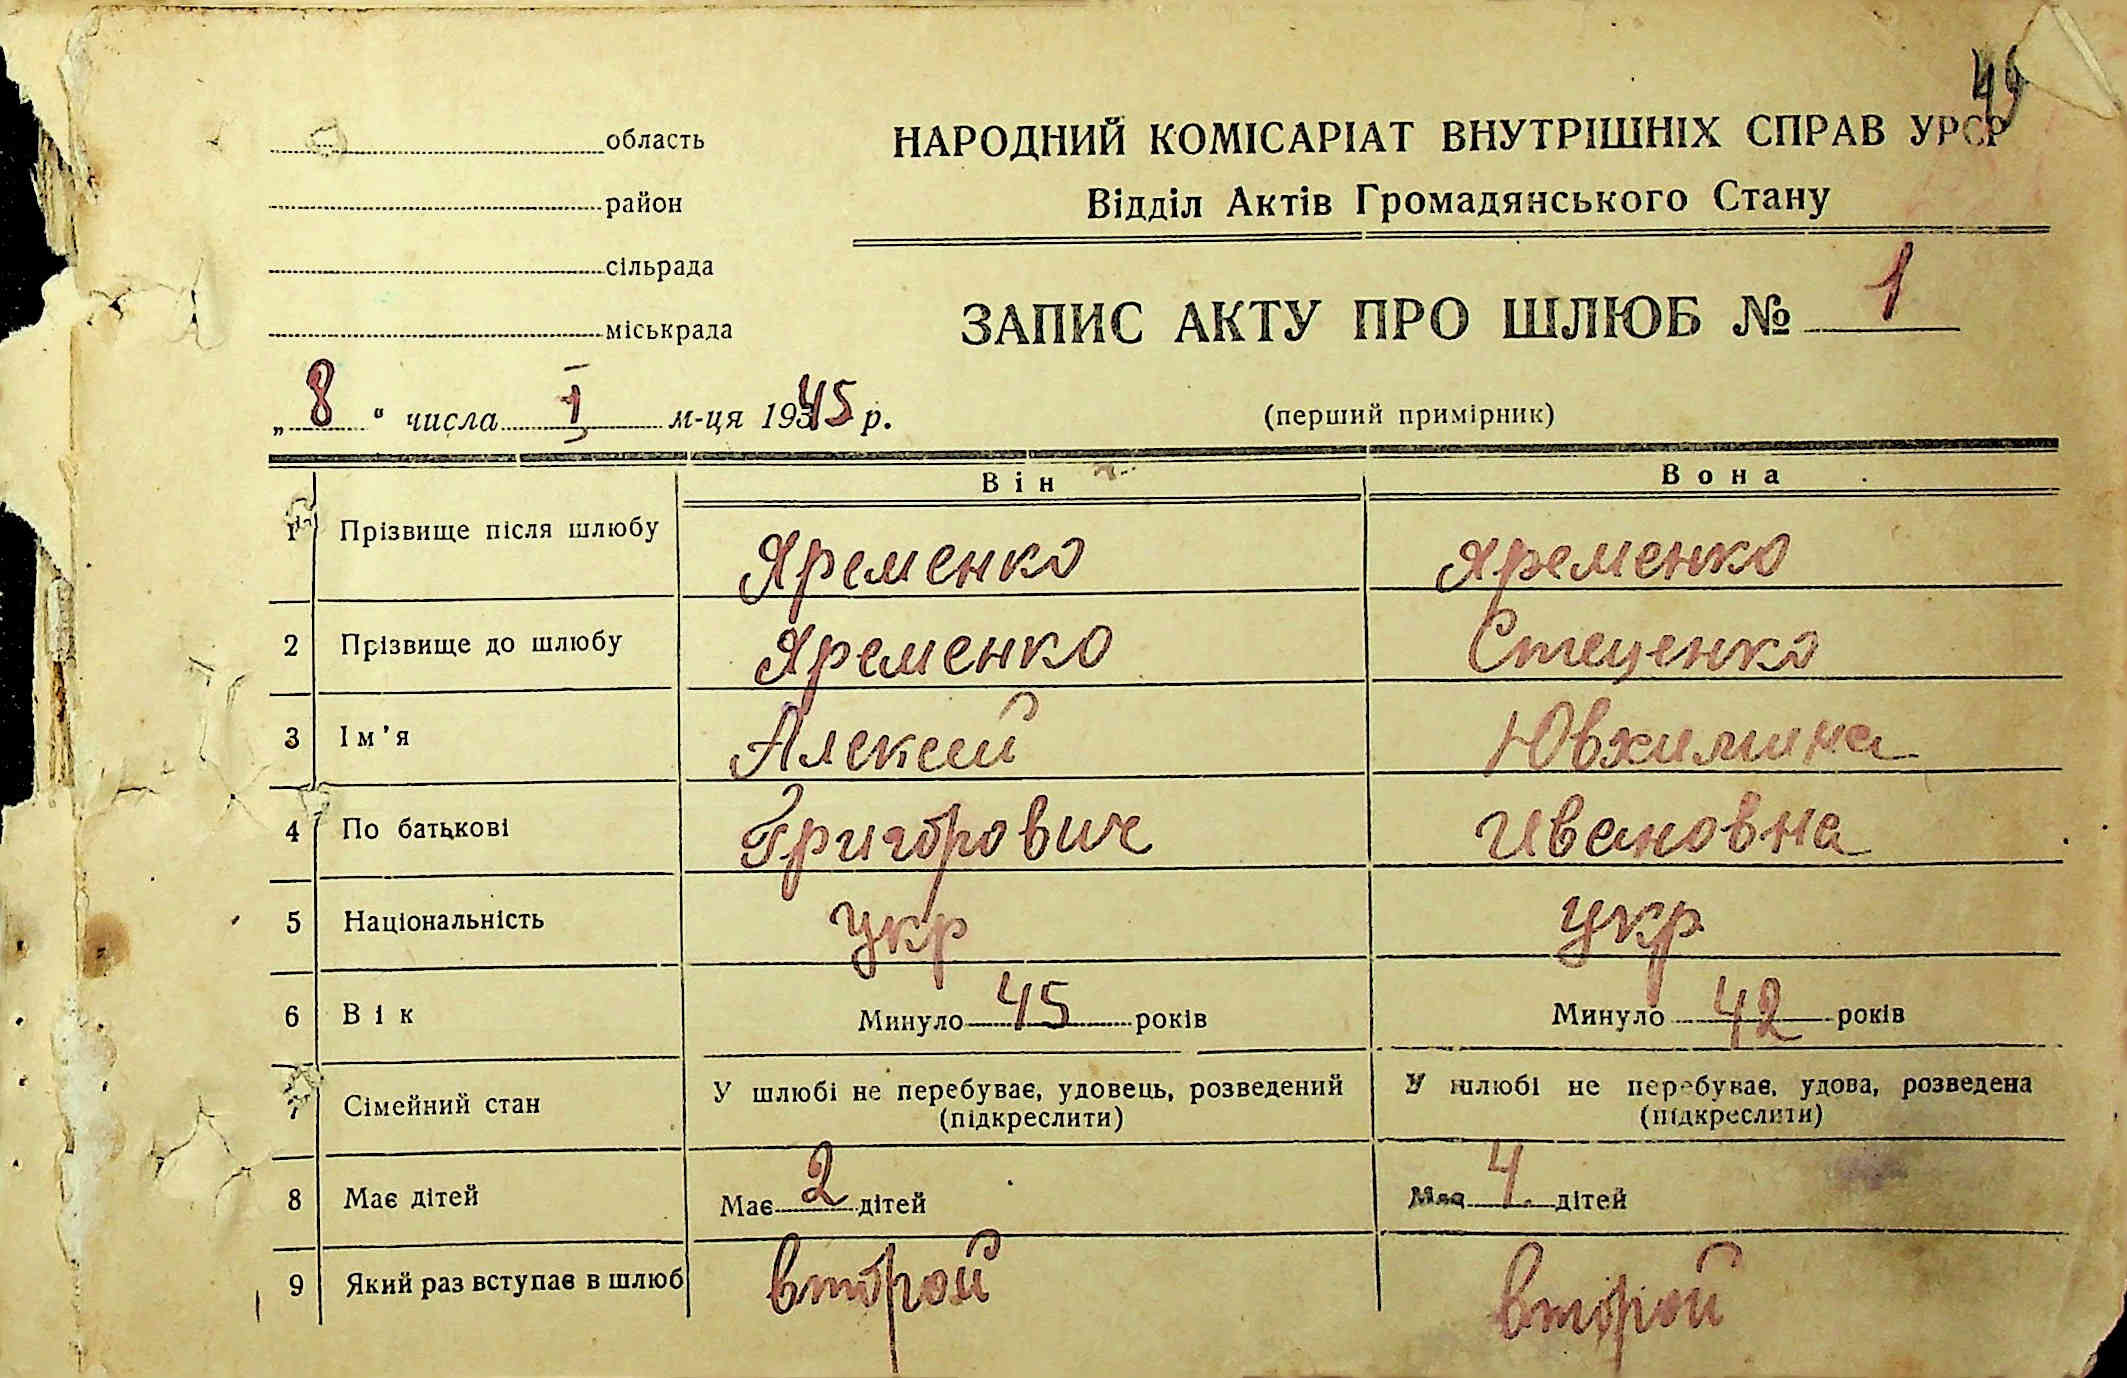 49
область
район
сільрада
міськрада
НАРОДНИЙ КОМІСАРІАТ ВНУТРІШНІХ СПРАВ УРСР
Відділ Актів Громадянського Стану
ЗАПИС АКТУ ПРО ШЛЮБ № 1
„8“ числа 1 м-ця 1945 р.
(перший примірник)
Він Вона
1 Прізвище після шлюбу Яременко Яременко
2 Прізвище до шлюбу Яременко Стеценко
3 Ім’я Алексей Ювхимина
4 По батькові Григорович Ивановна
5 Національність укр укр
6 Вік Минуло 45 років Минуло 42 років
7 Сімейний стан У шлюбі не перебуває, удовець, розведений У шлюбі не перебуває, удова, розведена
(підкреслити) (підкреслити)
8 Має дітей Має 2 дітей Має 4 дітей
9 Який раз вступає в шлюб второй второй